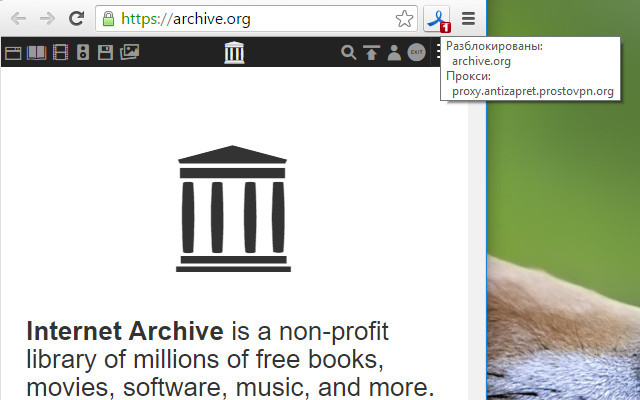 https://archive.org
1
EXIT
Разблокированы:
archive.org
Прокси:
proxy.antizapret.prostovpn.org
Internet Archive is a non-profit
library of millions of free books,
movies, software, music, and more.